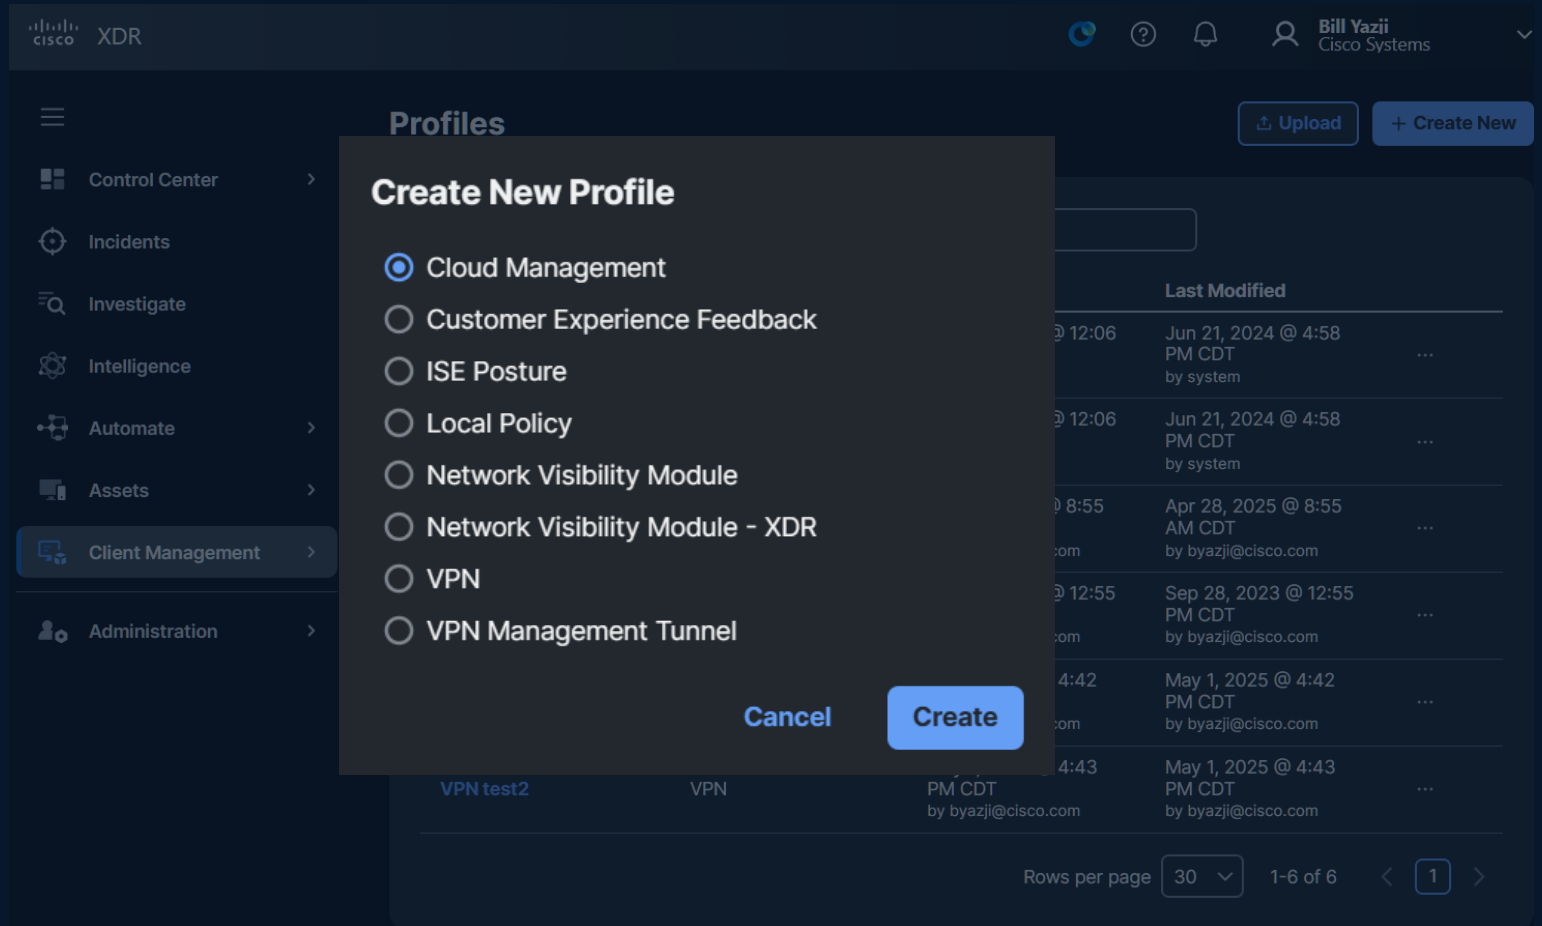 cisco XDR
Bill Yazji
Cisco Systems
Control Center
Incidents
Investigate
Intelligence
Automate
Assets
Client Management
Administration
Profiles
Upload
+ Create New
Create New Profile
Cloud Management
Customer Experience Feedback
ISE Posture
Local Policy
Network Visibility Module
Network Visibility Module - XDR
VPN
VPN Management Tunnel
Cancel
Create
Last Modified
@ 12:06
Jun 21, 2024 @ 4:58
PM CDT
by system
...
@ 12:06
Jun 21, 2024 @ 4:58
PM CDT
by system
...
8:55
Apr 28, 2025 @ 8:55
AM CDT
com
by byazji@cisco.com
...
@ 12:55
Sep 28, 2023 @ 12:55
PM CDT
com
by byazji@cisco.com
...
4:42
May 1, 2025 @ 4:42
PM CDT
com
by byazji@cisco.com
...
VPN test2
VPN
4:43
PM CDT
by byazji@cisco.com
May 1, 2025 @ 4:43
PM CDT
by byazji@cisco.com
...
Rows per page 30 1-6 of 6 < 1 >